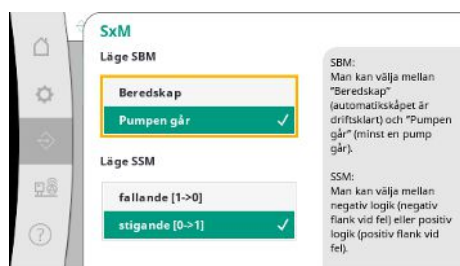 SxM
Läge SBM
Beredskap
Pumpen går
Läge SSM
fallande [1->0]
stigande [0->1]
SBM:
Man kan välja mellan
"Beredskap"
(automatikskåpet är
driftsklart) och "Pumpen
går" (minst en pump
går).
SSM:
Man kan välja mellan
negativ logik (negativ
flank vid fel) eller positiv
logik (positiv flank vid
fel).